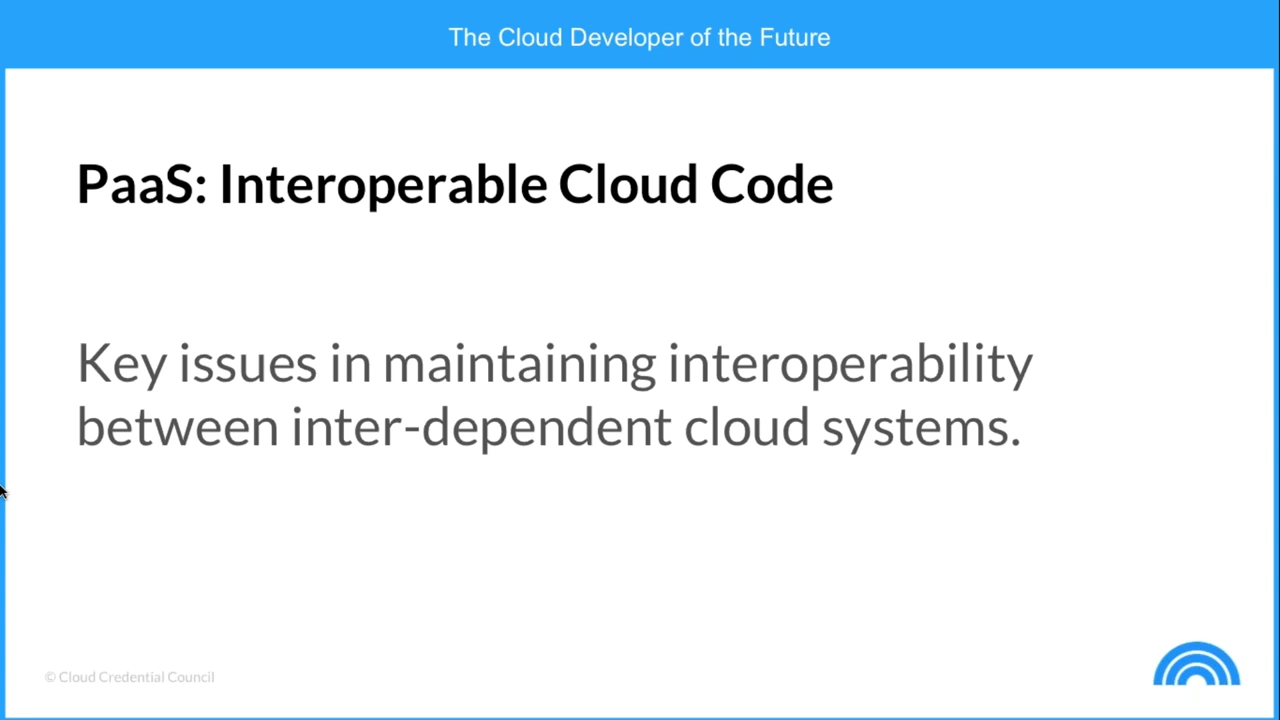 The Cloud Developer of the Future
PaaS: Interoperable Cloud Code
Key issues in maintaining interoperability
between inter-dependent cloud systems.
© Cloud Credential Council